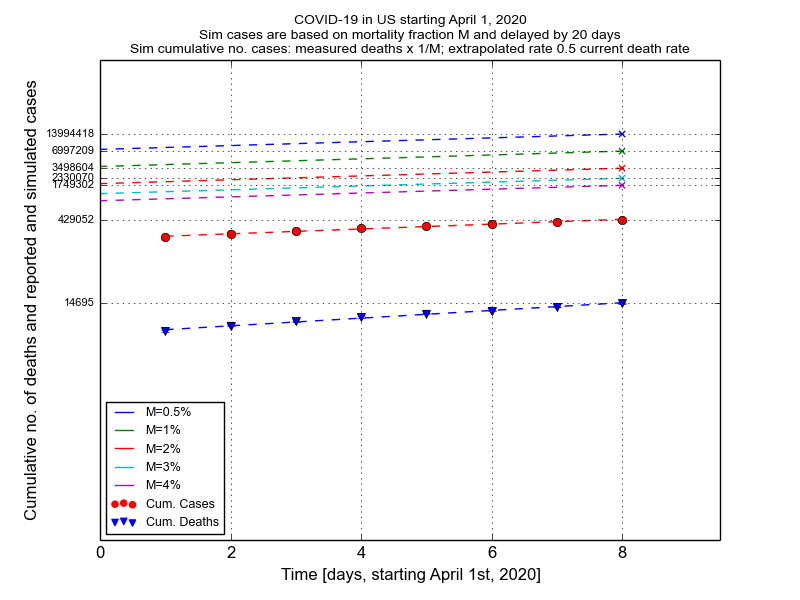 COVID-19 in US starting April 1, 2020
Sim cases are based on mortality fraction M and delayed by 20 days
Sim cumulative no. cases: measured deaths x 1/M; extrapolated rate 0.5 current death rate
Cumulative no. of deaths and reported and simulated cases
13994418
6997209
3498604
2330070
1749302
429052
14695
M=0.5%
M=1%
M=2%
M=3%
M=4%
Cum. Cases
Cum. Deaths
0 2 4 6 8
Time [days, starting April 1st, 2020]